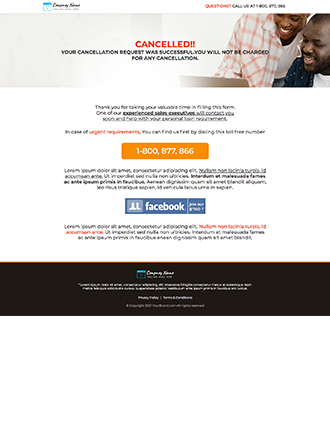 Company Name
QUESTIONS? CALL US AT 1-800, 877, 866
CANCELLED!!
YOUR CANCELLATION REQUEST WAS SUCCESSFUL.YOU WILL NOT BE CHARGED
FOR ANY CANCELLATION.
Thank you for taking your valuable time in filling this form.
One of our experienced sales executives will contact you
soon and help with your personal loan requirement.
In case of urgent requirements, You can find us first by dialing this toll free number
1-800, 877, 866
Lorem ipsum dolor sit amet, consectetur adipiscing elit. Nullam non lacinia turpis, id
accumsan ante. Ut imperdiet sed nulla non ultrices. Interdum et malesuada fames
ac ante ipsum primis in faucibus. Aenean dignissim quam sit amet blandit aliquam,
leo risus tristique sapien, id vehicula lacus urna in sapien.
facebook join our group
Lorem ipsum dolor sit amet, consectetur adipiscing elit. Nullam non lacinia turpis, id
accumsan ante. Ut imperdiet sed nulla non ultrices. Interdum et malesuada fames
ac ante ipsum primis in faucibus. Aenean dignissim quam sit amet blandit.
Company Name
Privacy Policy | Terms & Conditions
© Copyright 2021 YourBrand.com All rights reserved